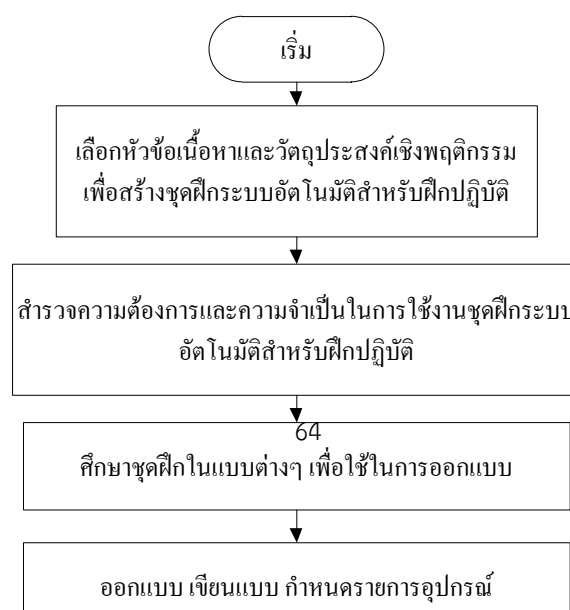 เริ่ม
เลือกหัวข้อเนื้อหาและวัตถุประสงค์เชิงพฤติกรรม
เพื่อสร้างชุดฝึกระบบอัตโนมัติสำหรับฝึกปฏิบัติ
สำรวจความต้องการและความจำเป็นในการใช้งานชุดฝึกระบบ
อัตโนมัติสำหรับฝึกปฏิบัติ
64
ศึกษาชุดฝึกในแบบต่างๆ เพื่อใช้ในการออกแบบ
ออกแบบ เขียนแบบ กำหนดรายการอุปกรณ์